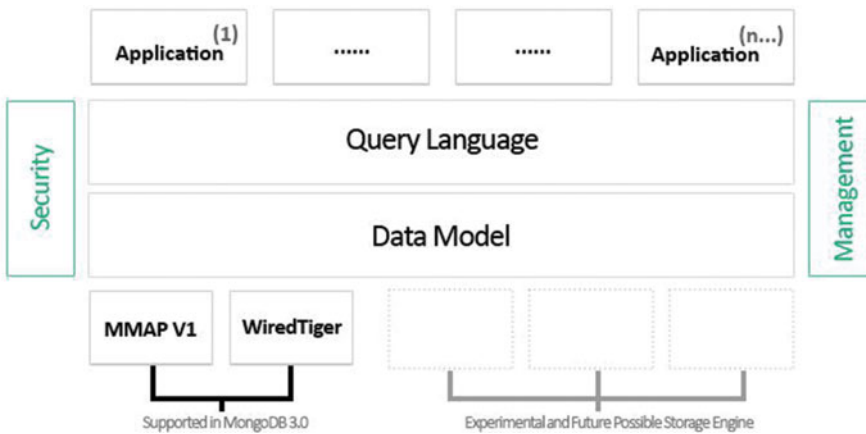 Application (1)
......
......
Application (n...)
Security
Query Language
Management
Data Model
MMAP V1
WiredTiger
Supported in MongoDB 3.0
Experimental and Future Possible Storage Engine